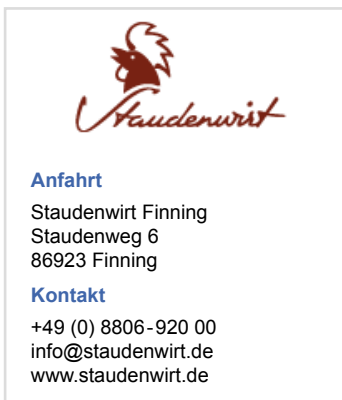 Staudenwirt
Anfahrt
Staudenwirt Finning
Staudenweg 6
86923 Finning
Kontakt
+49 (0) 8806-920 00
info@staudenwirt.de
www.staudenwirt.de